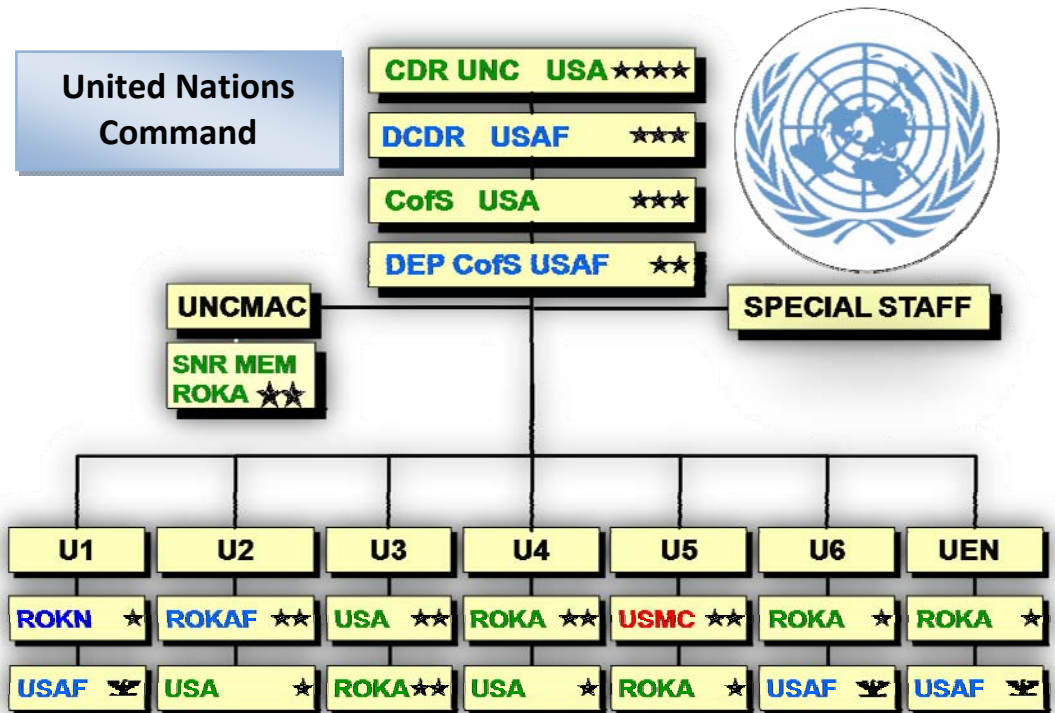 United Nations
Command
CDR UNC USA★★★★
DCDR USAF ★★★
CofS USA ★★★
DEP CofS USAF ★★
UNCMAC
SPECIAL STAFF
SNR MEM
ROKA ★★
U1 U2 U3 U4 U5 U6 UEN
ROKN ★ ROKAF ★★ USA ★★ ROKA ★★ USMC ★★ ROKA ★ ROKA ★
USAF USA ★ ROKA★★ USA ★ ROKA ★ USAF USAF